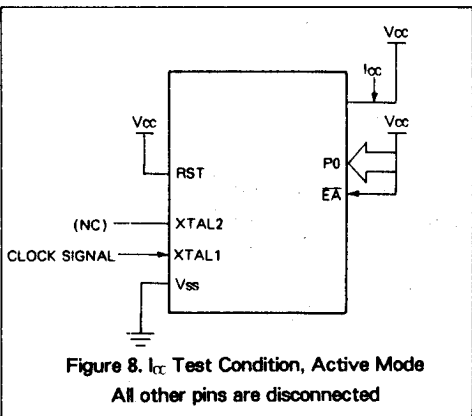 Vcc
Icc
Vcc
Vcc
P0
RST
EA
(NC)
XTAL2
CLOCK SIGNAL
XTAL1
Vss
Figure 8. Icc Test Condition, Active Mode
All other pins are disconnected